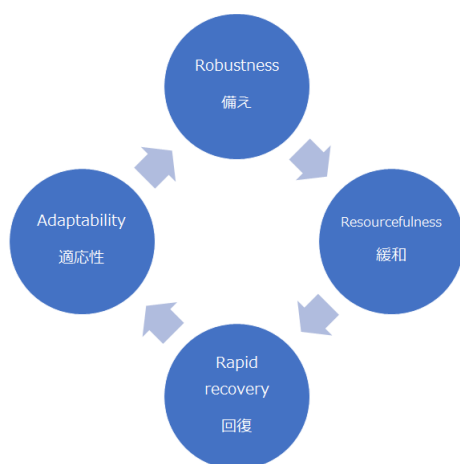 Robustness
備え
Resourcefulness
緩和
Rapid
recovery
回復
Adaptability
適応性